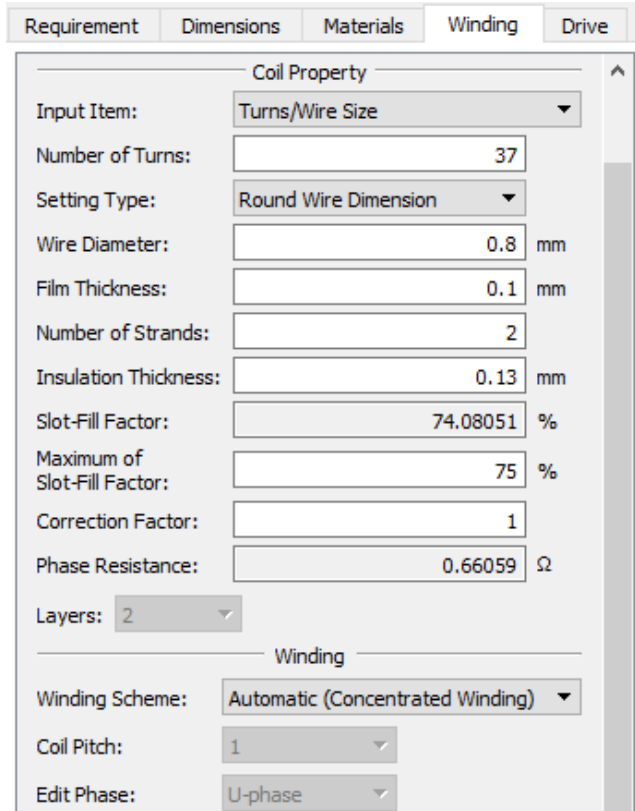 Requirement Dimensions Materials Winding Drive
Coil Property
Input Item: Turns/Wire Size
Number of Turns: 37
Setting Type: Round Wire Dimension
Wire Diameter: 0.8 mm
Film Thickness: 0.1 mm
Number of Strands: 2
Insulation Thickness: 0.13 mm
Slot-Fill Factor: 74.08051 %
Maximum of
Slot-Fill Factor: 75 %
Correction Factor: 1
Phase Resistance: 0.66059 Ω
Layers: 2
Winding
Winding Scheme: Automatic (Concentrated Winding)
Coil Pitch: 1
Edit Phase: U-phase